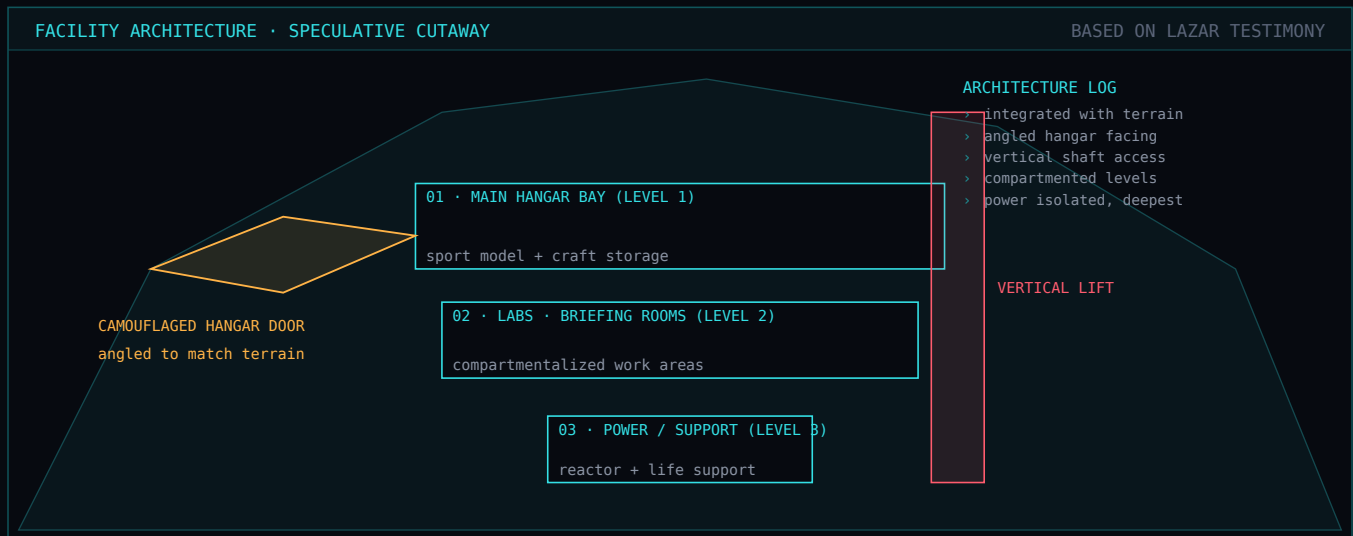 FACILITY ARCHITECTURE · SPECULATIVE CUTAWAY
BASED ON LAZAR TESTIMONY
ARCHITECTURE LOG
› integrated with terrain
› angled hangar facing
› vertical shaft access
› compartmented levels
› power isolated, deepest
01 · MAIN HANGAR BAY (LEVEL 1)
sport model + craft storage
VERTICAL LIFT
02 · LABS · BRIEFING ROOMS (LEVEL 2)
compartmentalized work areas
CAMOUFLAGED HANGAR DOOR
angled to match terrain
03 · POWER / SUPPORT (LEVEL 3)
reactor + life support